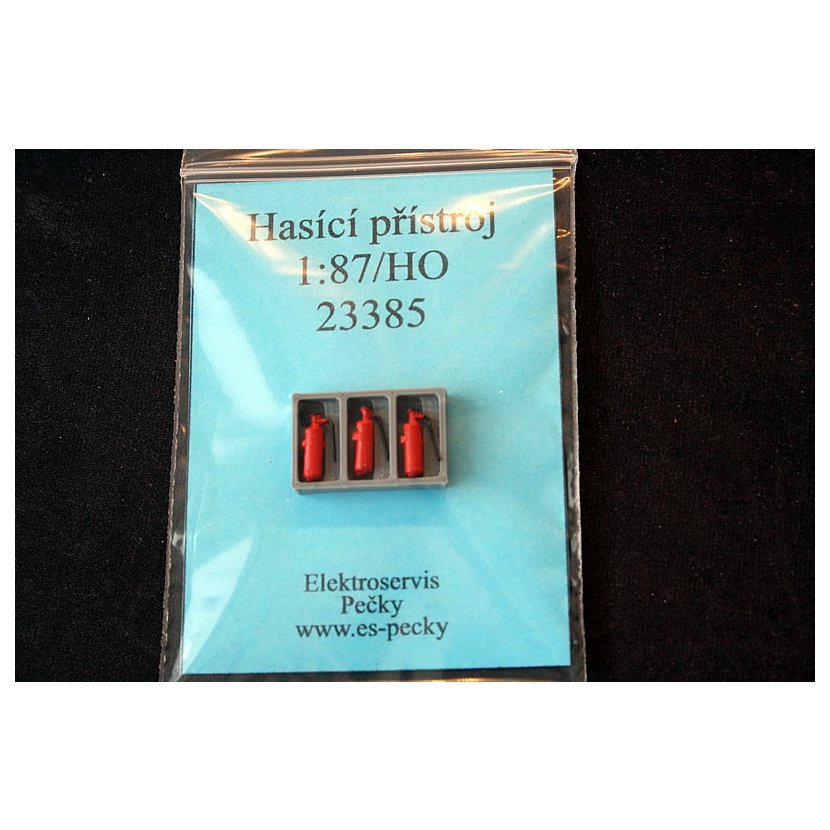 Hasící přístroj
1:87/HO
23385
Elektroservis
Pečky
www.es-pecky